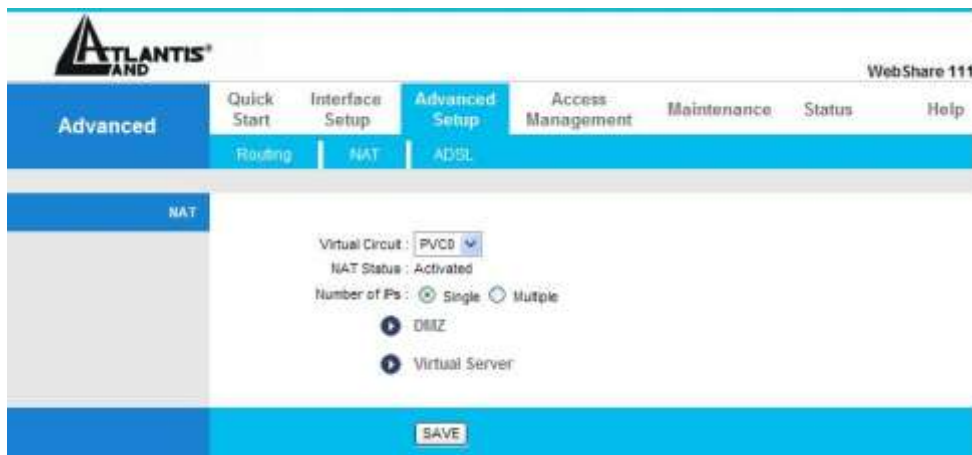 ATLANTIS®
AND
WebShare 111
Advanced
Quick Start
Interface Setup
Advanced Setup
Access Management
Maintenance
Status
Help
Routing
NAT
ADSL
NAT
Virtual Circuit : PVC0
NAT Status : Activated
Number of IPs : Single Multiple
DMZ
Virtual Server
SAVE